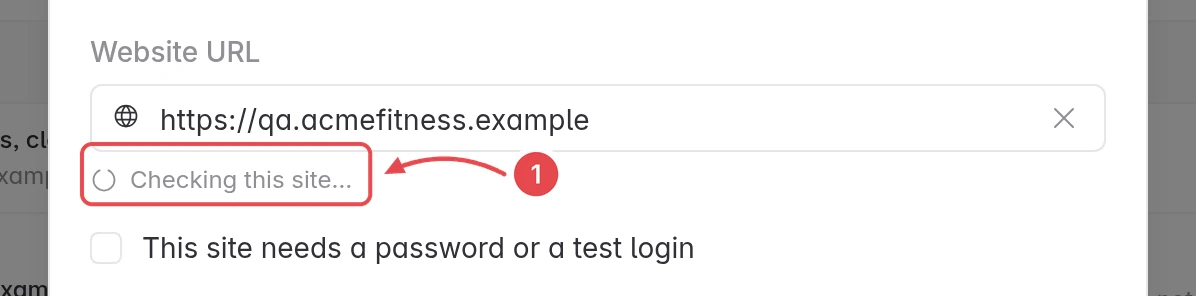 Website URL
https://qa.acmefitness.example
Checking this site...
1
This site needs a password or a test login